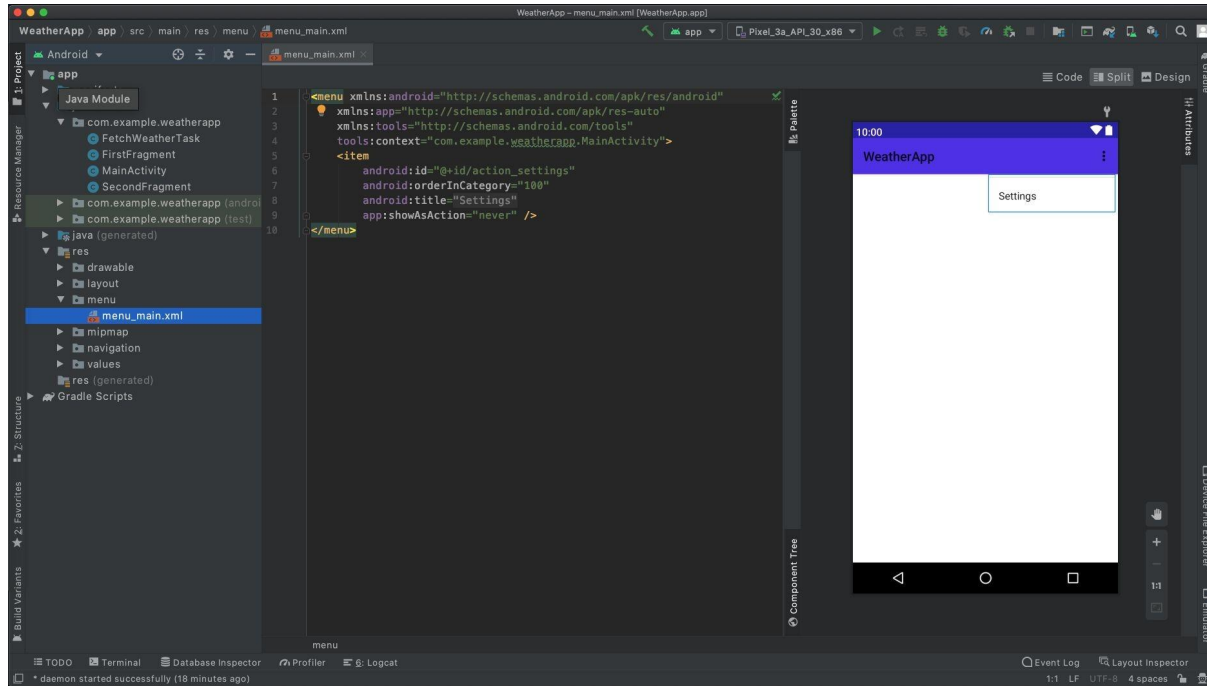 WeatherApp – menu_main.xml [WeatherApp.app]
WeatherApp app src main res menu menu_main.xml
app Pixel_3a_API_30_x86
1: Project
Android
menu_main.xml
Code Split Design
app
Java Module
com.example.weatherapp
FetchWeatherTask
FirstFragment
MainActivity
SecondFragment
com.example.weatherapp (androi
com.example.weatherapp (test)
java (generated)
res
drawable
layout
menu
menu_main.xml
mipmap
navigation
values
res (generated)
Gradle Scripts
Resource Manager
Z: Structure
2: Favorites
Build Variants
1 <menu xmlns:android="http://schemas.android.com/apk/res/android"
2 xmlns:app="http://schemas.android.com/apk/res-auto"
3 xmlns:tools="http://schemas.android.com/tools"
4 tools:context="com.example.weatherapp.MainActivity">
5 <item
6 android:id="@+id/action_settings"
7 android:orderInCategory="100"
8 android:title="Settings"
9 app:showAsAction="never" />
10 </menu>
menu
Palette
Component Tree
10:00
WeatherApp
Settings
1:1
Attributes
Gradle
Device File Explorer
Emulator
TODO Terminal Database Inspector Profiler 6: Logcat Event Log Layout Inspector
* daemon started successfully (18 minutes ago) 1:1 LF UTF-8 4 spaces